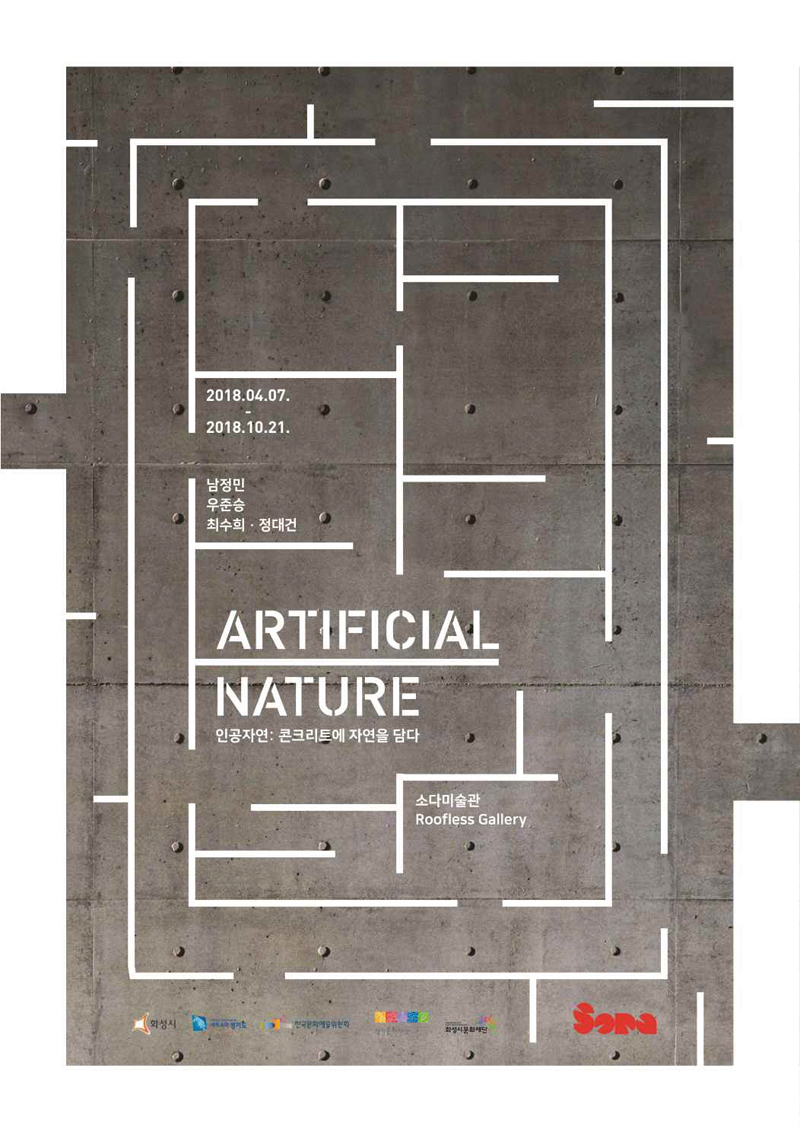 2018.04.07.
-
2018.10.21.
남정민
우준승
최수희 · 정대건
ARTIFICIAL
NATURE
인공자연: 콘크리트에 자연을 담다
소다미술관
Roofless Gallery
화성시
한국문화예술위원회
화성시문화재단
SoDA